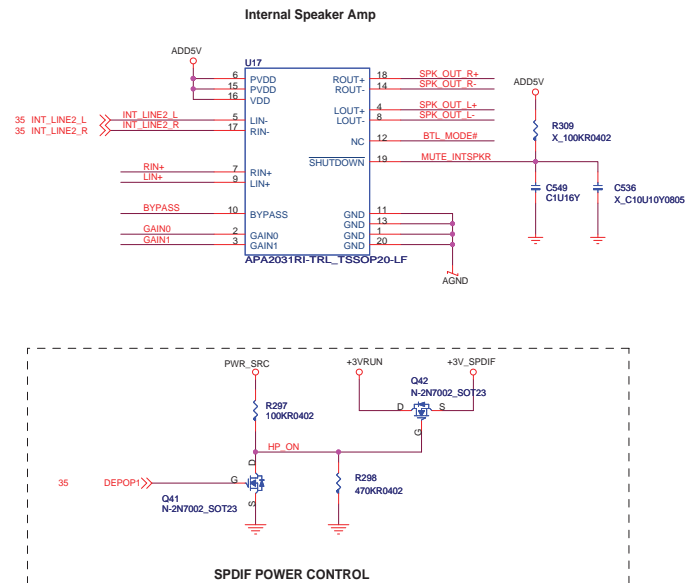 Internal Speaker Amp
ADD5V
U17
6 PVDD ROUT+ 18 SPK_OUT_R+
15 PVDD ROUT- 14 SPK_OUT_R-
16 VDD
LOUT+ 4 SPK_OUT_L+
35 INT_LINE2_L INT_LINE2_L 5 LIN- LOUT- 8 SPK_OUT_L-
35 INT_LINE2_R INT_LINE2_R 17 RIN-
NC 12 BTL_MODE#
SHUTDOWN 19 MUTE_INTSPKR
RIN+ 7 RIN+
LIN+ 9 LIN+
BYPASS 10 BYPASS GND 11
GND 13
GAIN0 2 GAIN0 GND 1
GAIN1 3 GAIN1 GND 20
APA2031RI-TRL_TSSOP20-LF
AGND
ADD5V
R309
X_100KR0402
C549
C1U16Y
C536
X_C10U10Y0805
PWR_SRC
+3VRUN
+3V_SPDIF
Q42
N-2N7002_SOT23
D S
G
R297
100KR0402
HP_ON
35 DEPOP1
D
G
S
Q41
N-2N7002_SOT23
R298
470KR0402
SPDIF POWER CONTROL